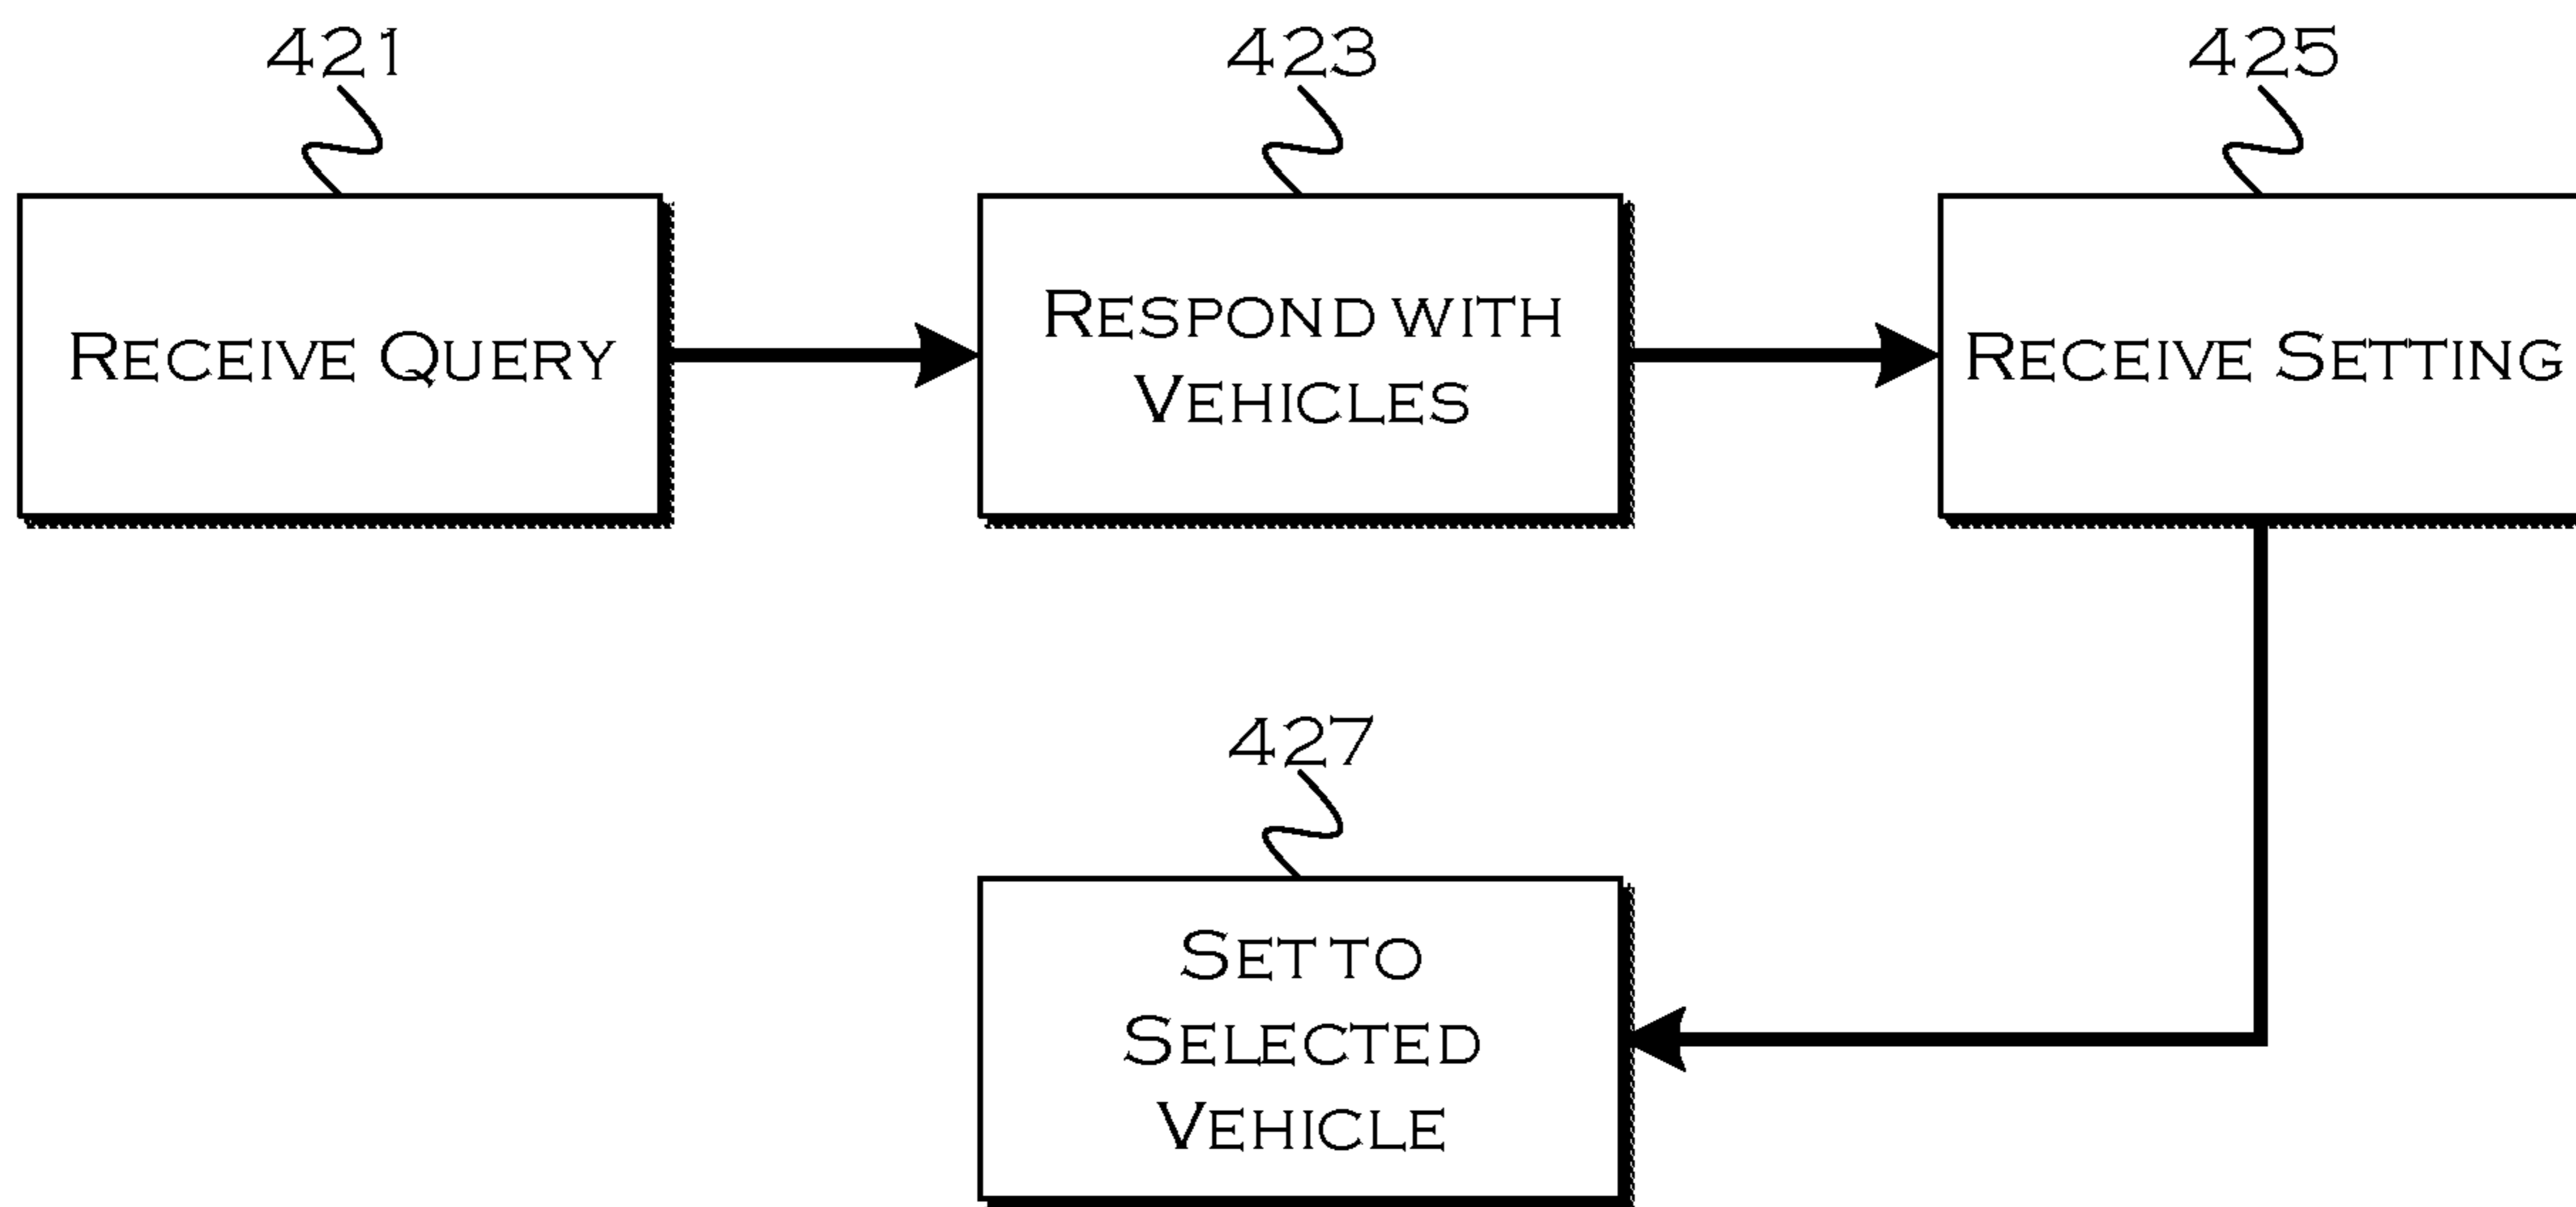 421
423
425
Receive Query
Respond with
Vehicles
Receive Setting
427
Set to
Selected
Vehicle